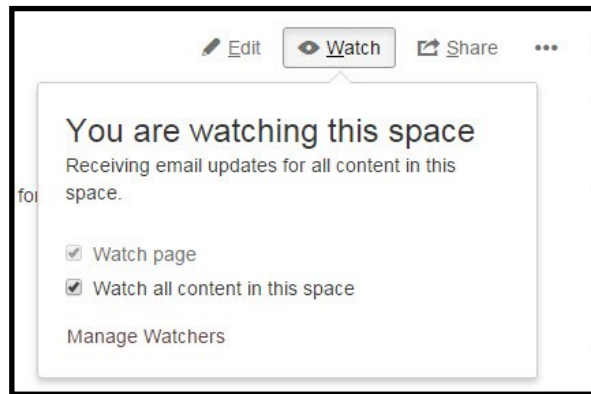 Edit Watch Share
You are watching this space
Receiving email updates for all content in this
space.
for
Watch page
Watch all content in this space
Manage Watchers